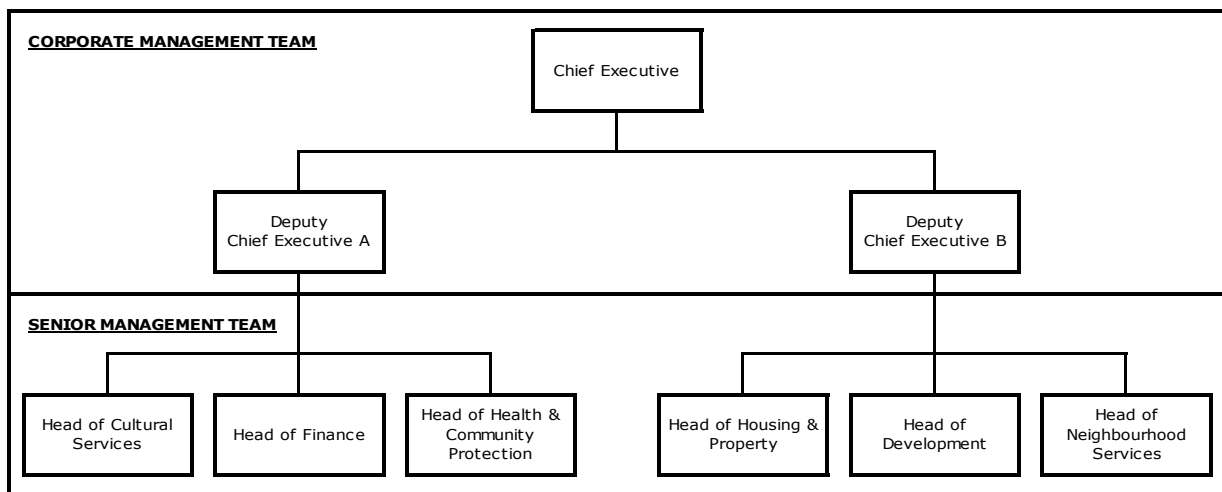 CORPORATE MANAGEMENT TEAM
Chief Executive
Deputy
Chief Executive A
Deputy
Chief Executive B
SENIOR MANAGEMENT TEAM
Head of Cultural
Services
Head of Finance
Head of Health &
Community
Protection
Head of Housing &
Property
Head of
Development
Head of
Neighbourhood
Services